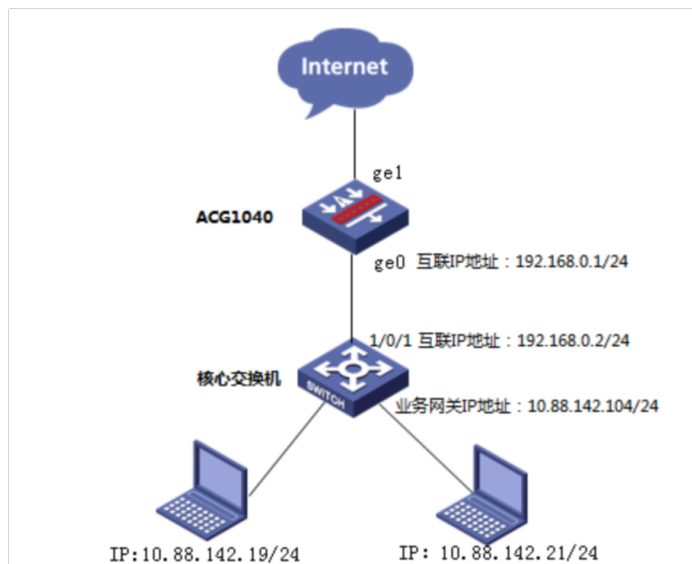 Internet
ge1
ACG1040
ge0 互联IP地址：192.168.0.1/24
1/0/1 互联IP地址：192.168.0.2/24
核心交换机
SWITCH
业务网关IP地址：10.88.142.104/24
IP:10.88.142.19/24
IP: 10.88.142.21/24